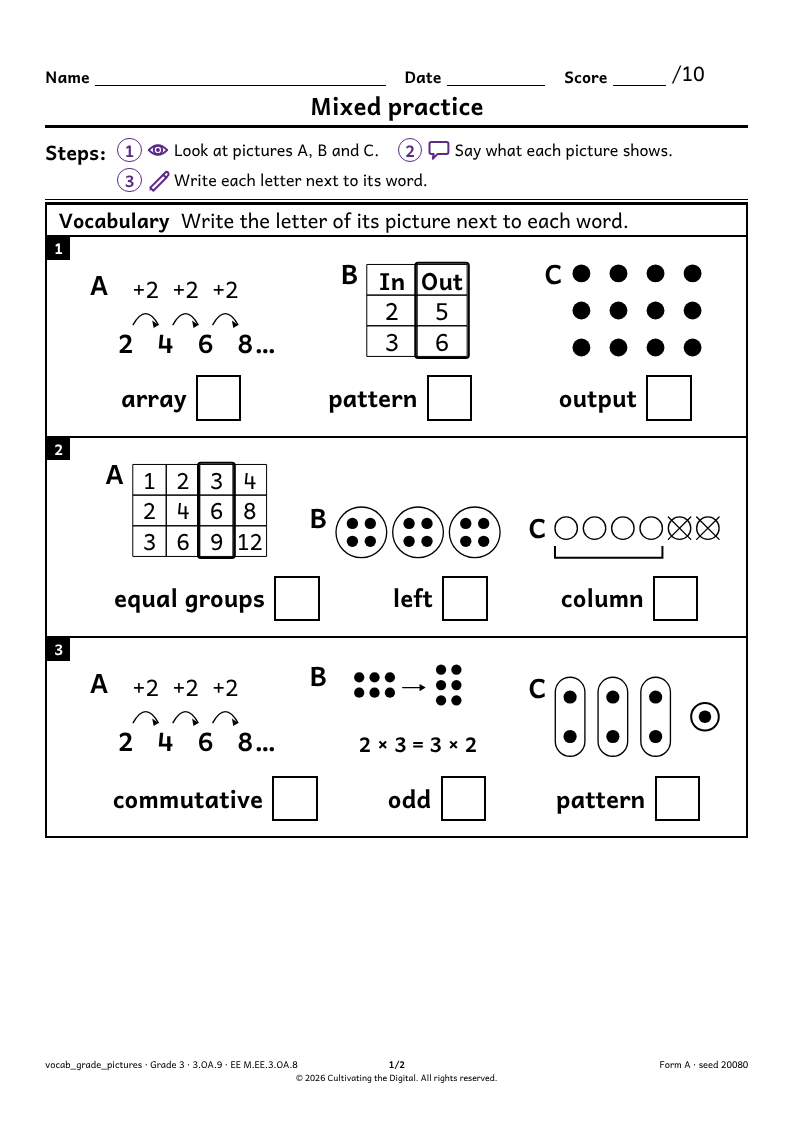 Name Date Score /10
Mixed practice
Steps: 1 Look at pictures A, B and C. 2 Say what each picture shows.
3 Write each letter next to its word.
Vocabulary Write the letter of its picture next to each word.
1
A +2 +2 +2
2 4 6 8...
B In Out
2 5
3 6
C
array pattern output
2
A 1 2 3 4
2 4 6 8
3 6 9 12
B
C
equal groups left column
3
A +2 +2 +2
2 4 6 8...
B
2 × 3 = 3 × 2
C
commutative odd pattern
vocab_grade_pictures · Grade 3 · 3.OA.9 · EE M.EE.3.OA.8 1/2 Form A · seed 20080
© 2026 Cultivating the Digital. All rights reserved.